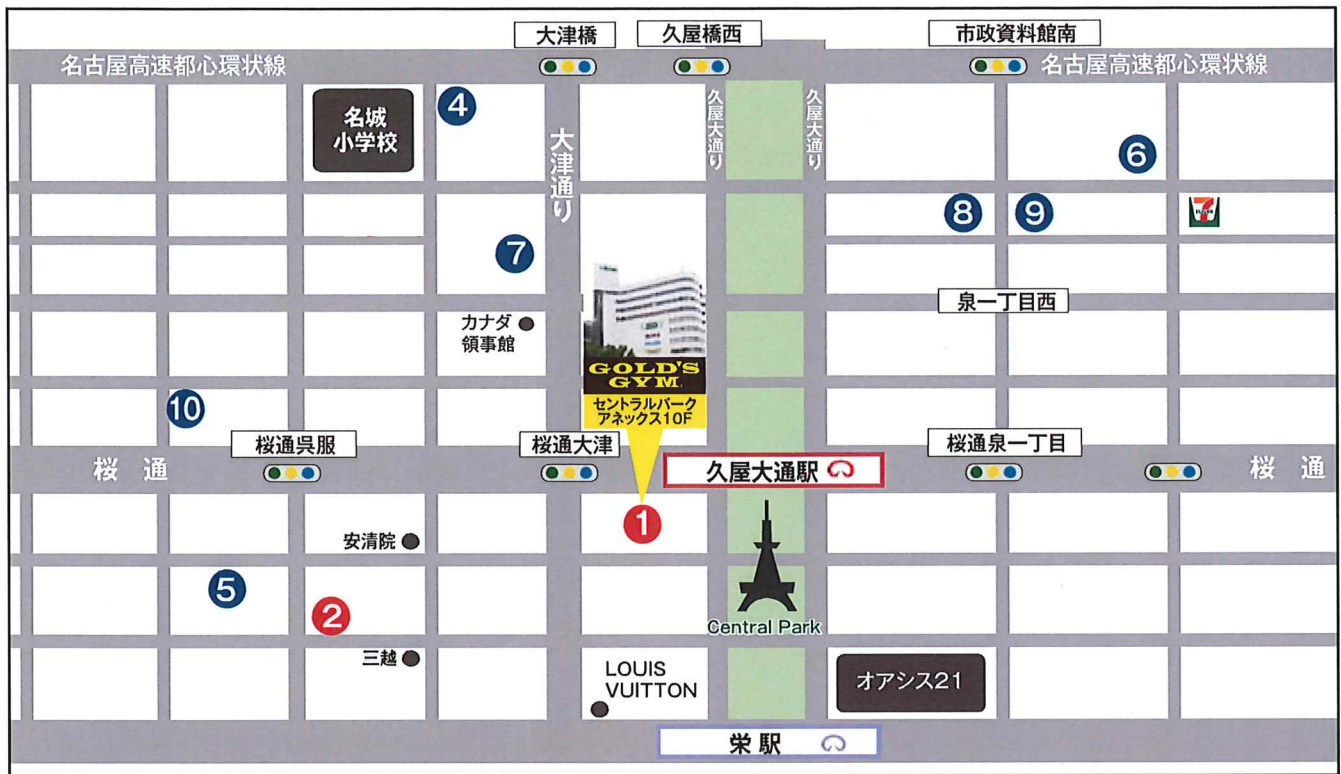 大津橋
久屋橋西
市政資料館南
名古屋高速都心環状線
名古屋高速都心環状線
名城
小学校
4
大津通り
久屋大通り
久屋大通り
6
8
9
7
ELEVEN
7
泉一丁目西
カナダ
領事館
GOLD'S
GYM
セントラルパーク
アネックス10F
10
桜通呉服
桜通大津
桜通泉一丁目
桜 通
久屋大通駅
桜 通
1
安清院
5
2
Central Park
三越
LOUIS
VUITTON
オアシス21
栄駅